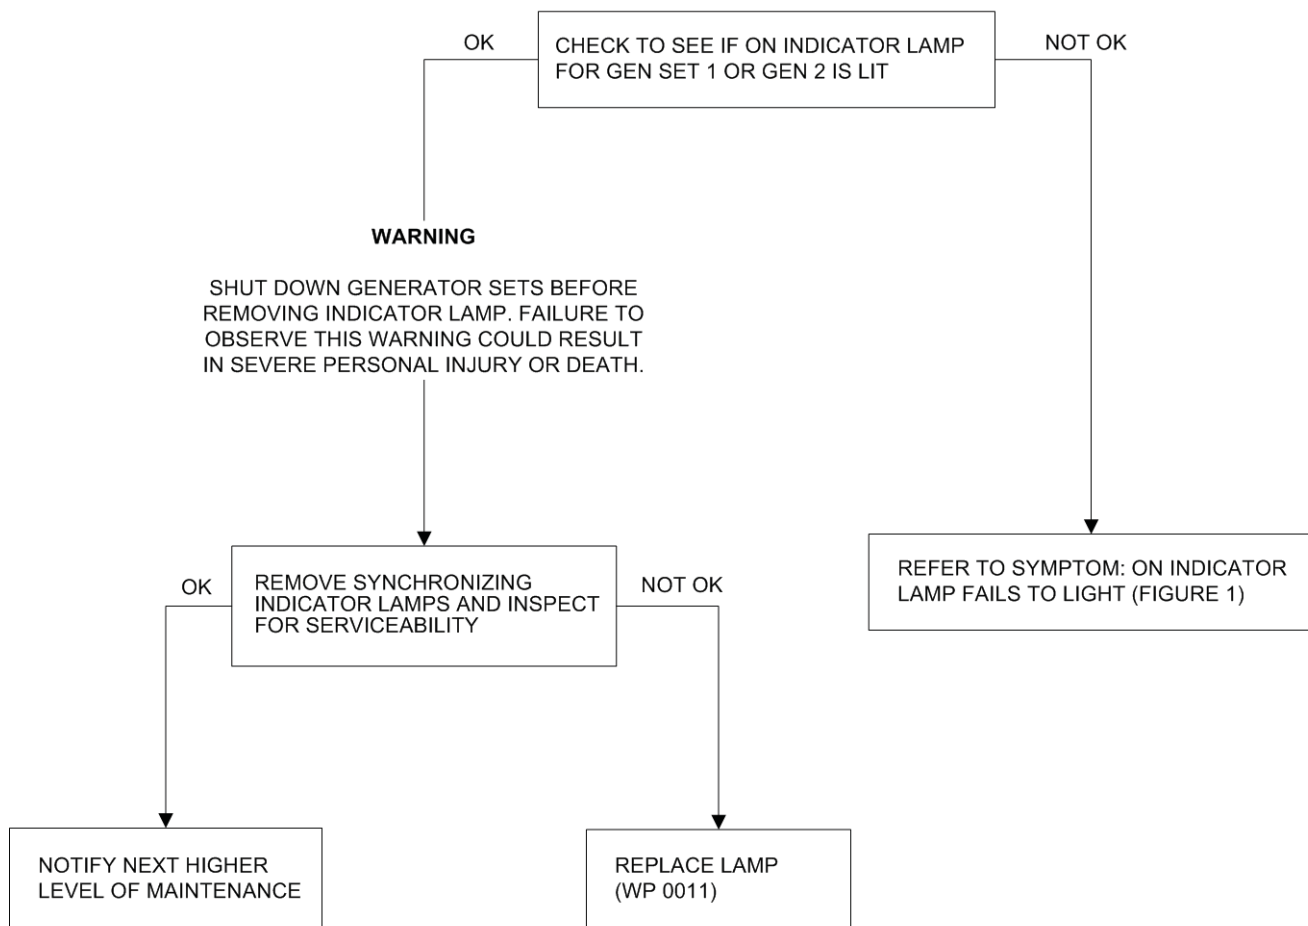 OK
CHECK TO SEE IF ON INDICATOR LAMP
FOR GEN SET 1 OR GEN 2 IS LIT
NOT OK
WARNING
SHUT DOWN GENERATOR SETS BEFORE
REMOVING INDICATOR LAMP. FAILURE TO
OBSERVE THIS WARNING COULD RESULT
IN SEVERE PERSONAL INJURY OR DEATH.
OK
REMOVE SYNCHRONIZING
INDICATOR LAMPS AND INSPECT
FOR SERVICEABILITY
NOT OK
REFER TO SYMPTOM: ON INDICATOR
LAMP FAILS TO LIGHT (FIGURE 1)
NOTIFY NEXT HIGHER
LEVEL OF MAINTENANCE
REPLACE LAMP
(WP 0011)